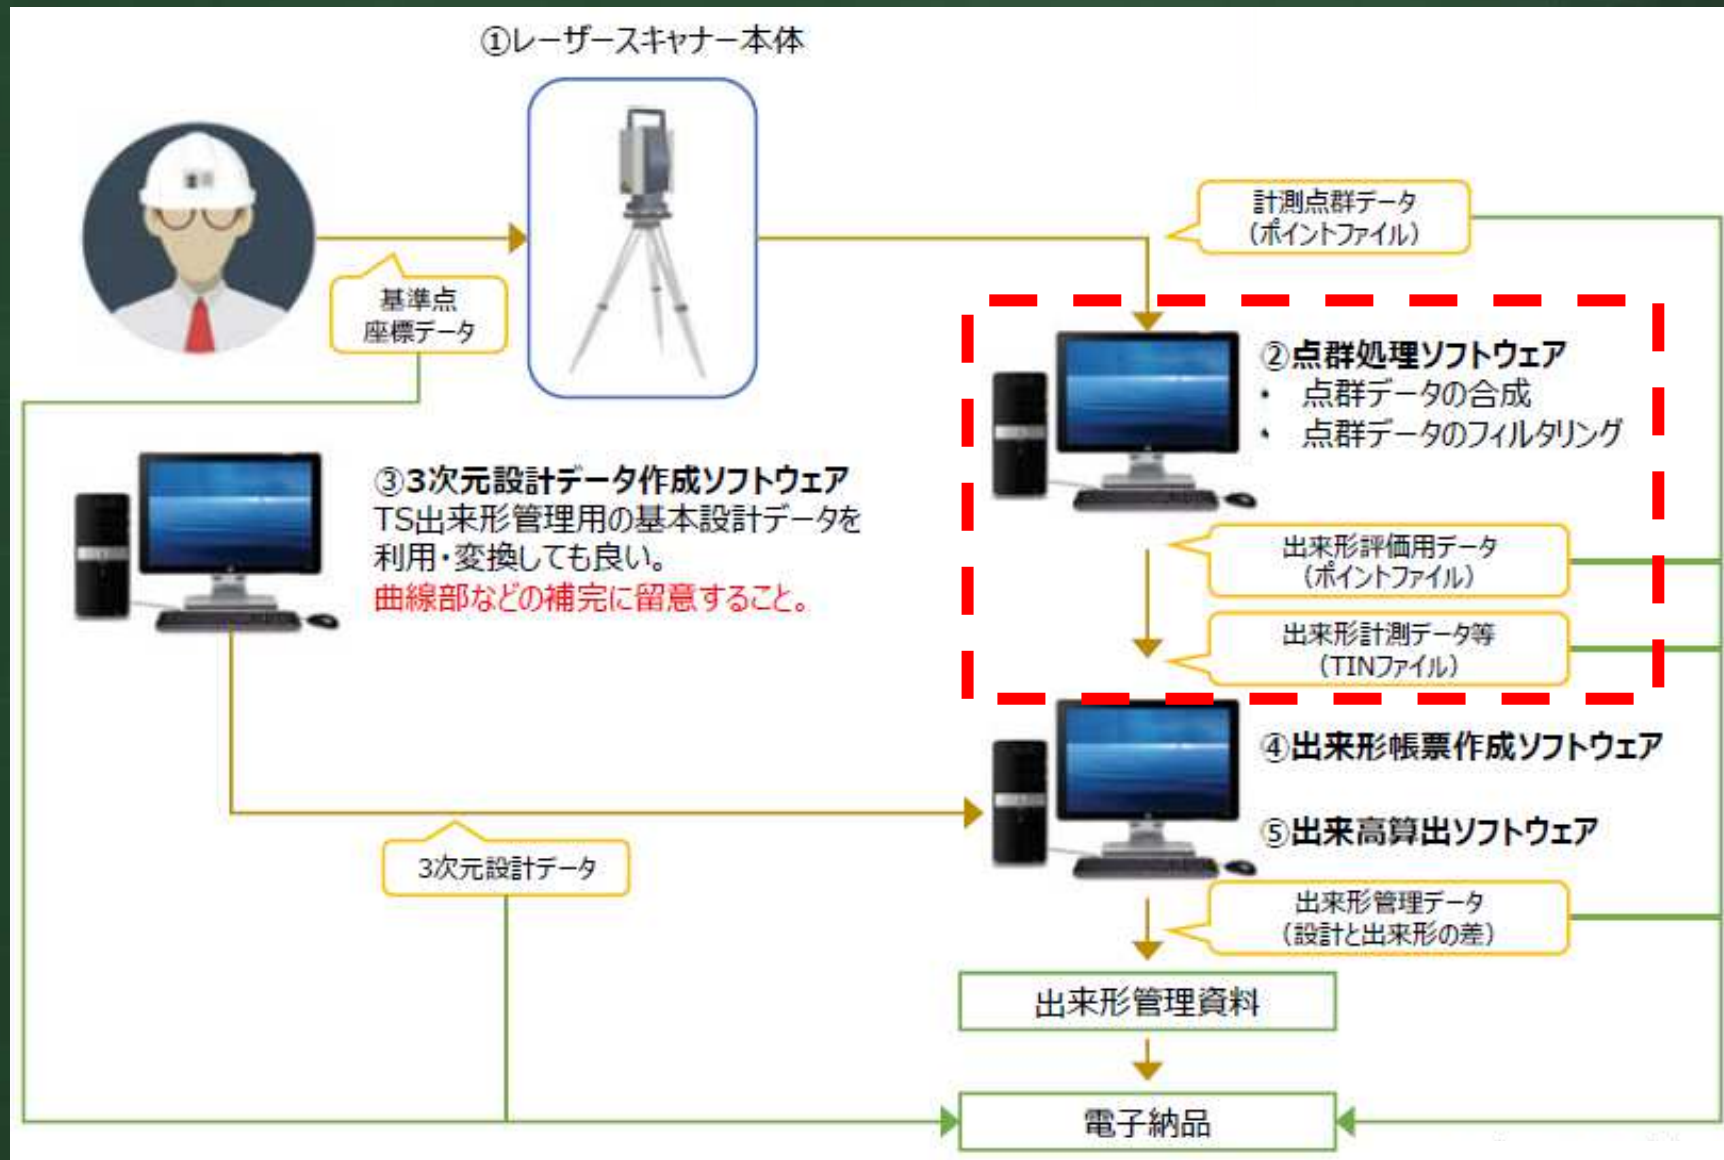 ①レーザースキャナー本体
基準点
座標データ
計測点群データ
(ポイントファイル)
②点群処理ソフトウェア
・ 点群データの合成
・ 点群データのフィルタリング
③3次元設計データ作成ソフトウェア
TS出来形管理用の基本設計データを
利用・変換しても良い。
曲線部などの補完に留意すること。
出来形評価用データ
(ポイントファイル)
出来形計測データ等
(TINファイル)
④出来形帳票作成ソフトウェア
⑤出来高算出ソフトウェア
3次元設計データ
出来形管理データ
(設計と出来形の差)
出来形管理資料
電子納品